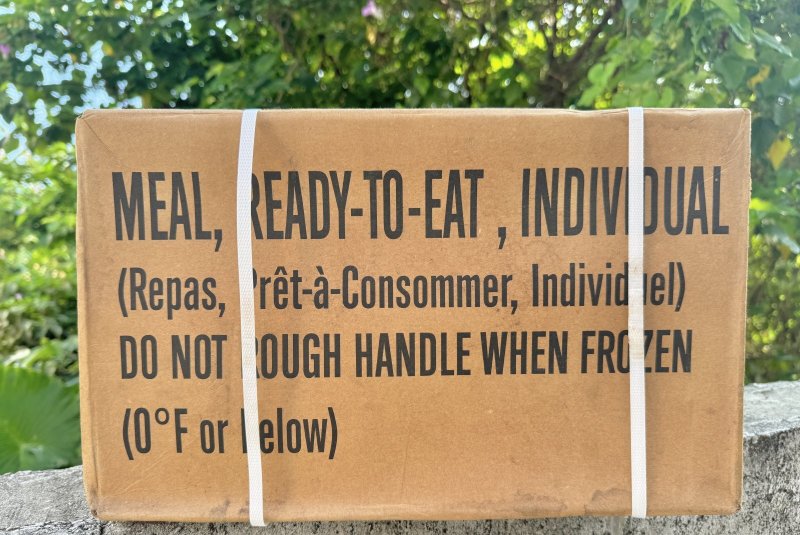 MEAL, READY-TO-EAT , INDIVIDUAL
(Repas, Prêt-à-Consommer, Individuel)
DO NOT ROUGH HANDLE WHEN FROZEN
(0°F or below)